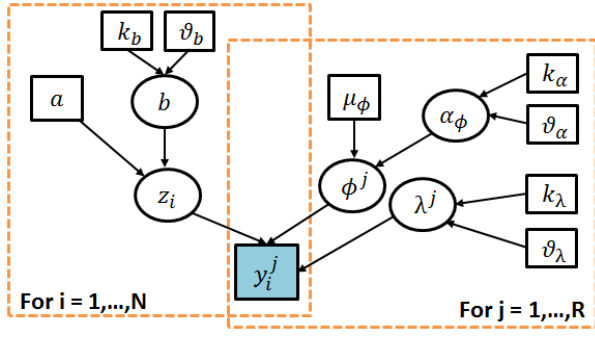 k_b
ϑ_b
a
b
z_i
μ_ϕ
α_ϕ
k_α
ϑ_α
ϕ^j
λ^j
k_λ
ϑ_λ
y_i^j
For i = 1,...,N
For j = 1,...,R